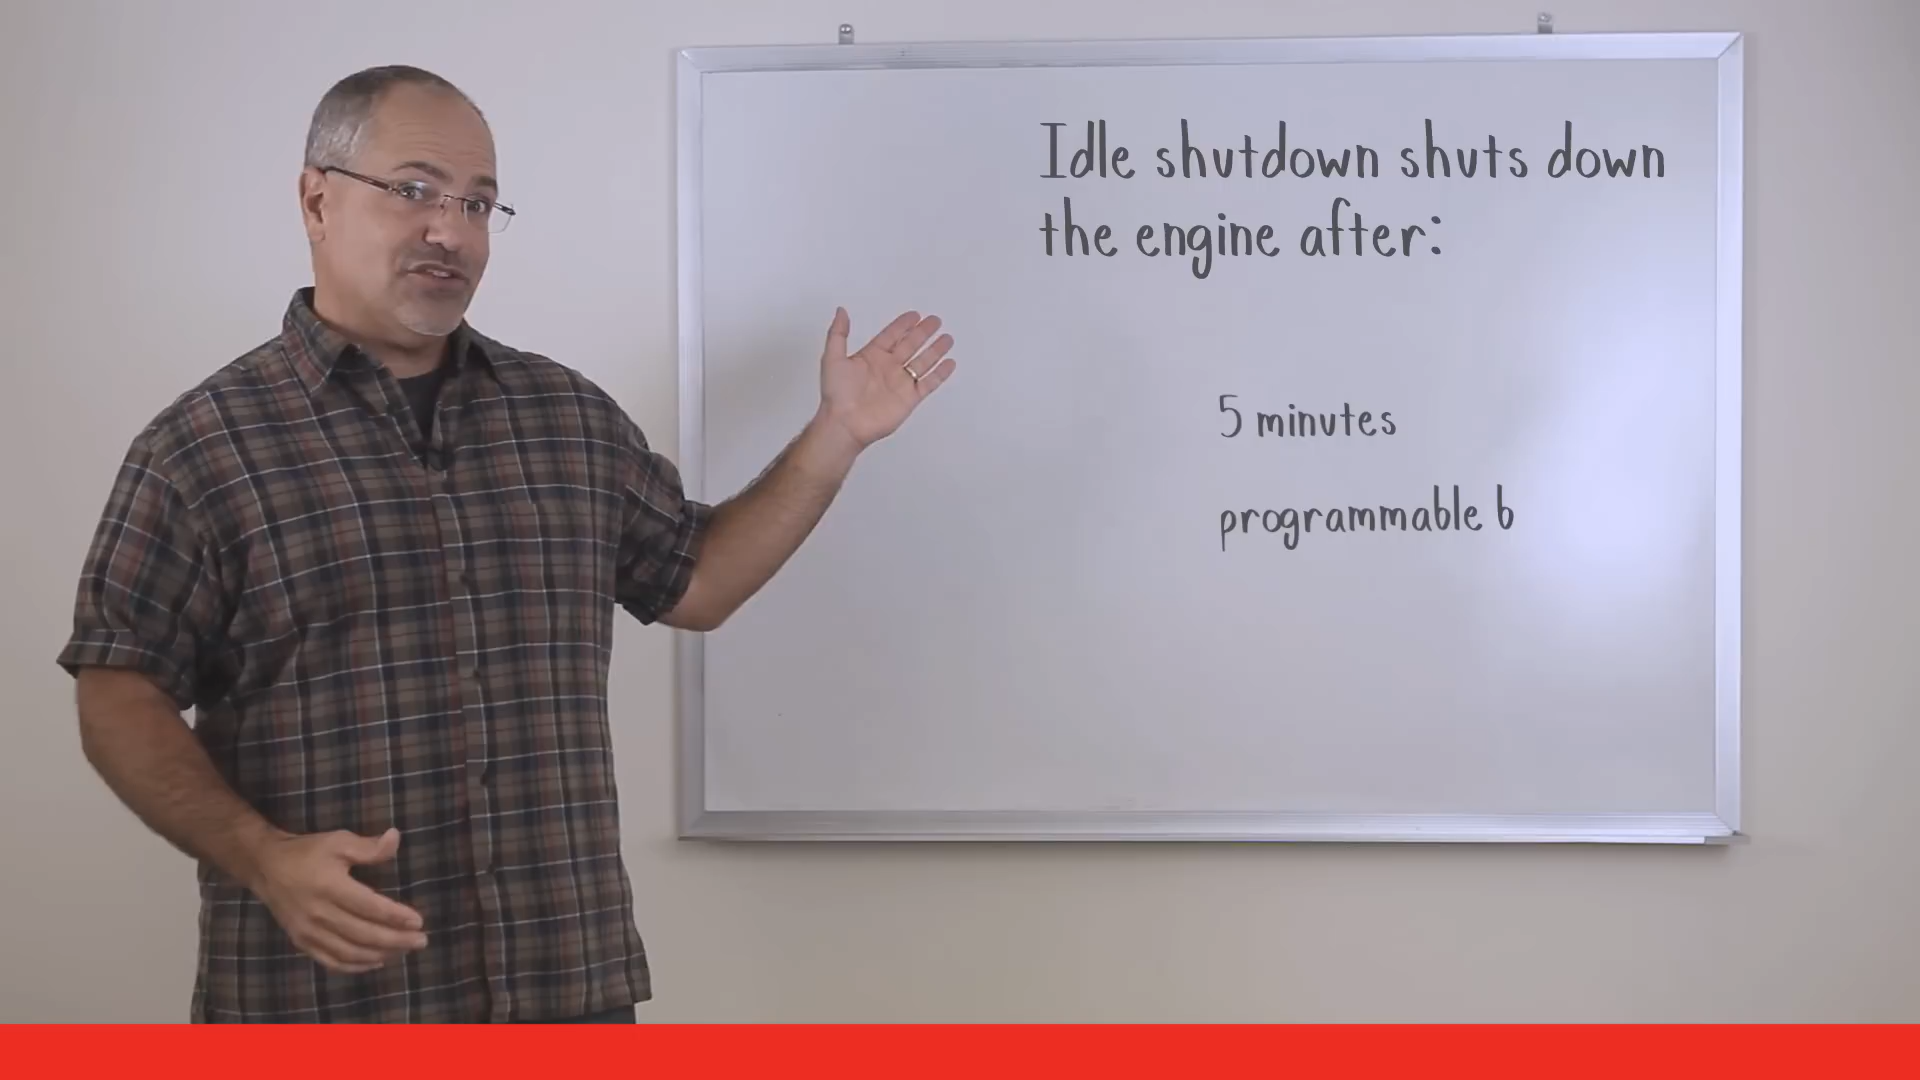 Idle shutdown shuts down
the engine after:
5 minutes
programmable b